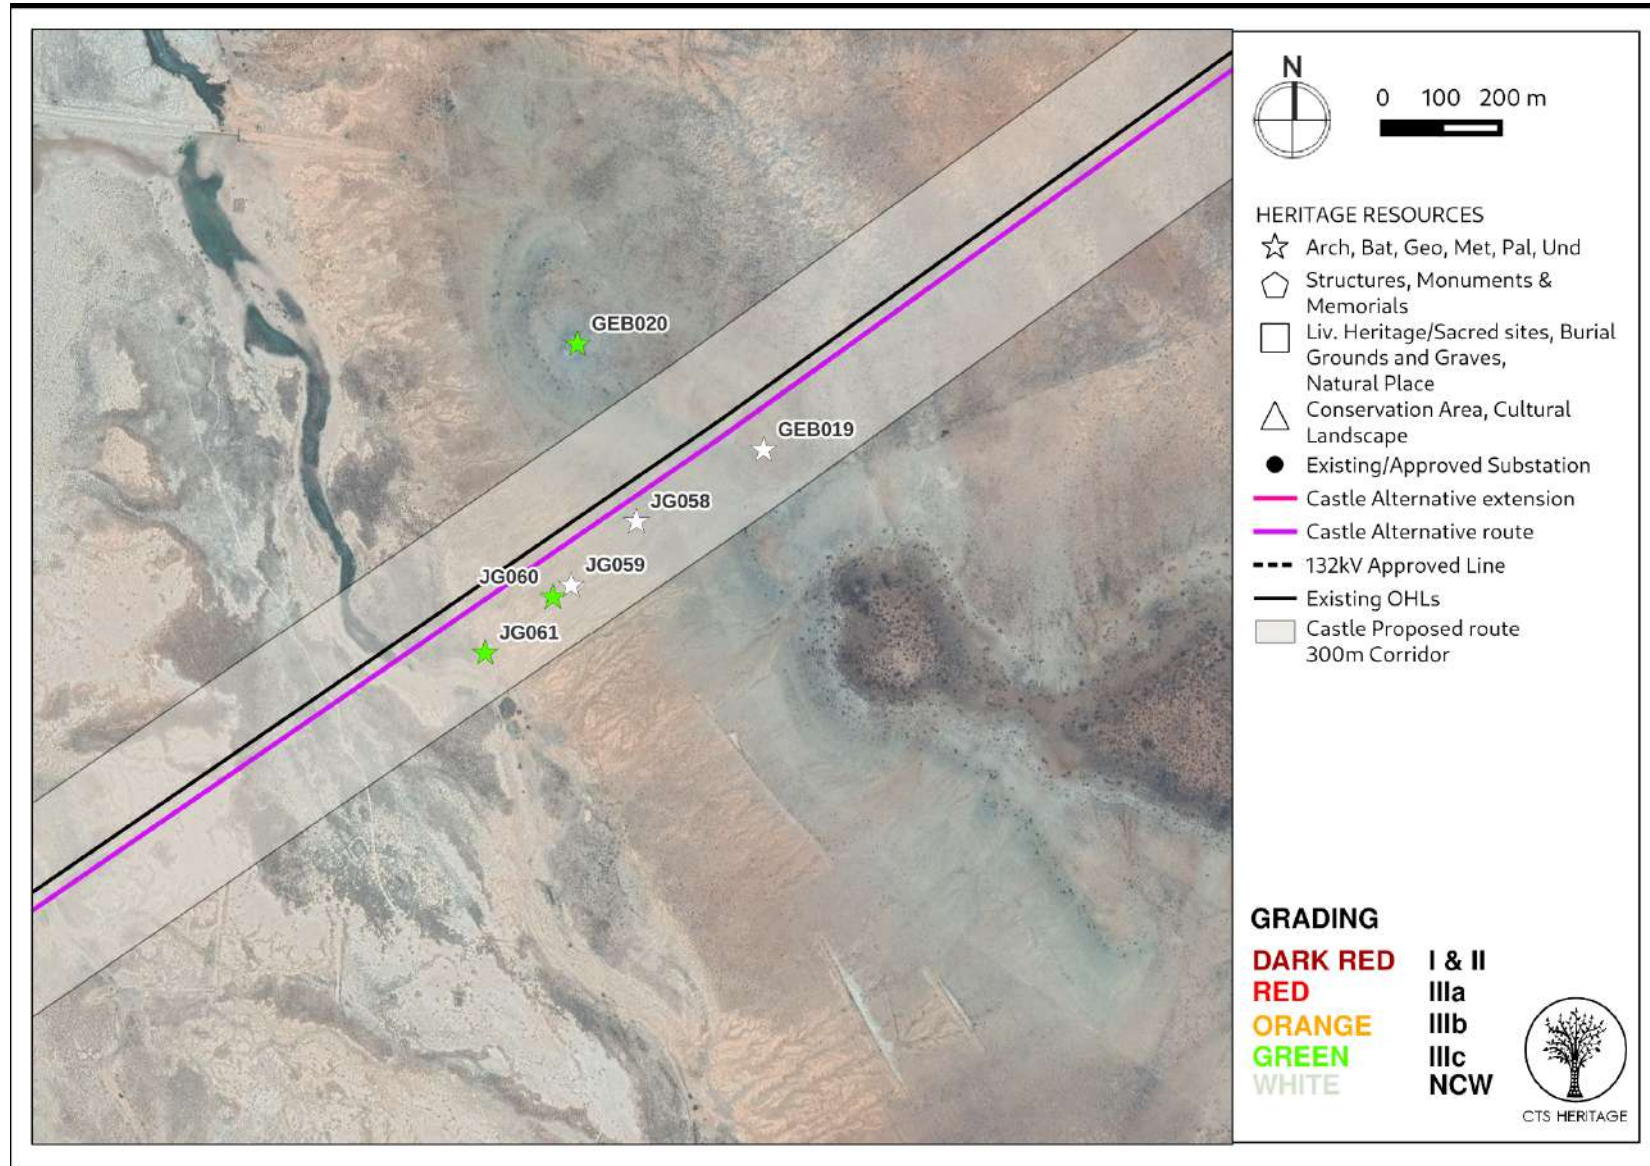 GEB020
GEB019
JG058
JG059
JG060
JG061
N
0 100 200 m
HERITAGE RESOURCES
Arch, Bat, Geo, Met, Pal, Und
Structures, Monuments &
Memorials
Liv. Heritage/Sacred sites, Burial
Grounds and Graves,
Natural Place
Conservation Area, Cultural
Landscape
Existing/Approved Substation
Castle Alternative extension
Castle Alternative route
132kV Approved Line
Existing OHLs
Castle Proposed route
300m Corridor
GRADING
DARK RED I & II
RED IIIa
ORANGE IIIb
GREEN IIIc
WHITE NCW
CTS HERITAGE